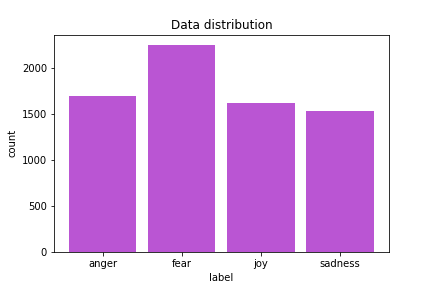 Data distribution
2000
1500
1000
500
0
count
anger fear joy sadness
label